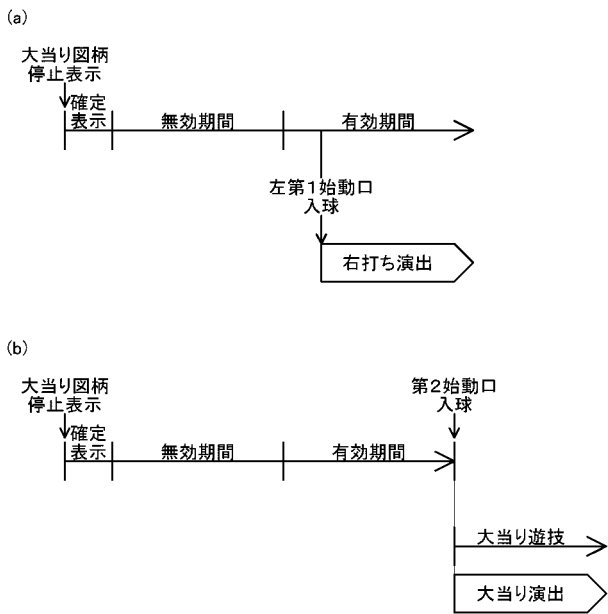 (a)
大当り図柄
停止表示
確定
表示
無効期間
有効期間
左第1始動口
入球
右打ち演出
(b)
大当り図柄
停止表示
第2始動口
入球
確定
表示
無効期間
有効期間
大当り遊技
大当り演出